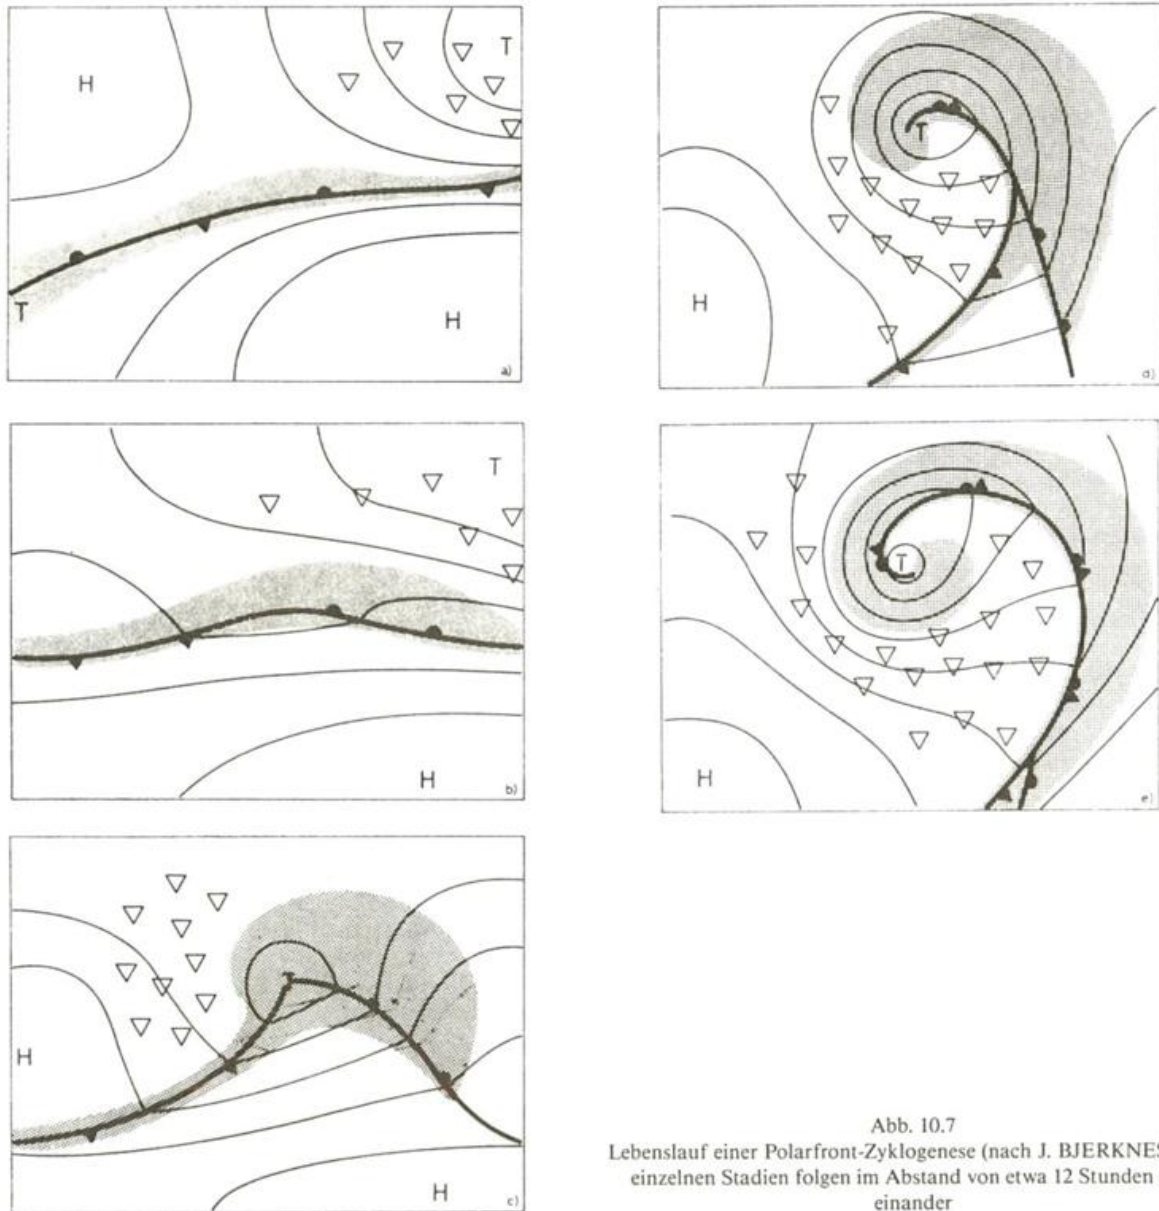 H
T
T
H
a)
T
H
b)
H
T
H
c)
T
H
d)
T
H
e)
Abb. 10.7
Lebenslauf einer Polarfront-Zyklogenese (nach J. BJERKNES
einzelnen Stadien folgen im Abstand von etwa 12 Stunden
einander